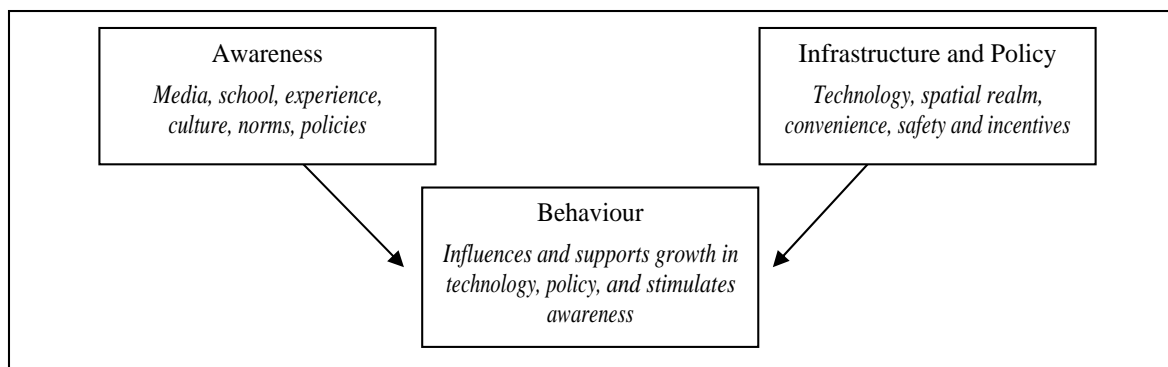 Awareness
Media, school, experience,
culture, norms, policies
Infrastructure and Policy
Technology, spatial realm,
convenience, safety and incentives
Behaviour
Influences and supports growth in
technology, policy, and stimulates
awareness